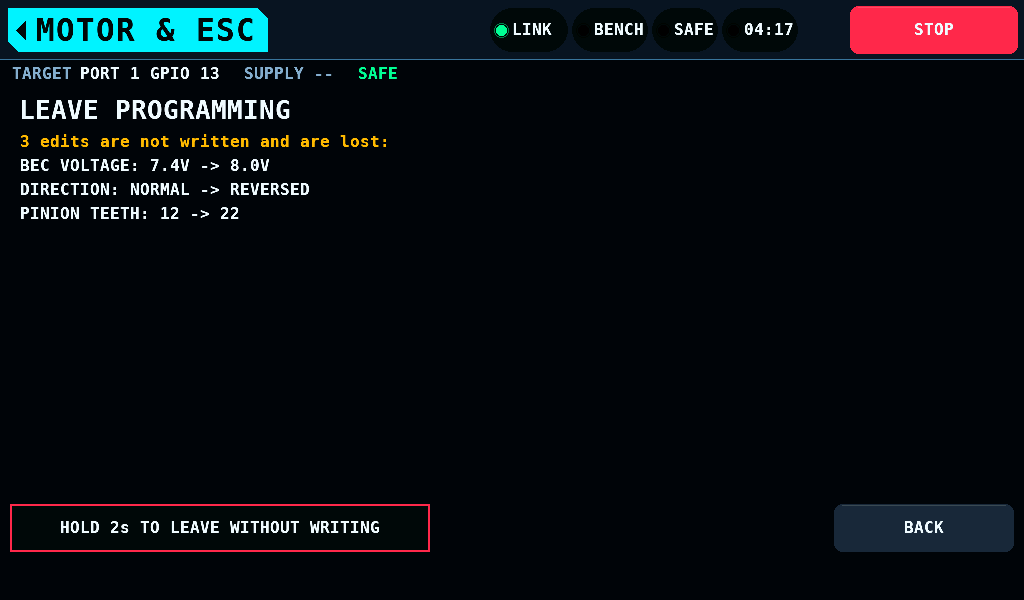 MOTOR & ESC
LINK
BENCH
SAFE
04:17
STOP
TARGET PORT 1 GPIO 13 SUPPLY -- SAFE
LEAVE PROGRAMMING
3 edits are not written and are lost:
BEC VOLTAGE: 7.4V -> 8.0V
DIRECTION: NORMAL -> REVERSED
PINION TEETH: 12 -> 22
HOLD 2s TO LEAVE WITHOUT WRITING
BACK